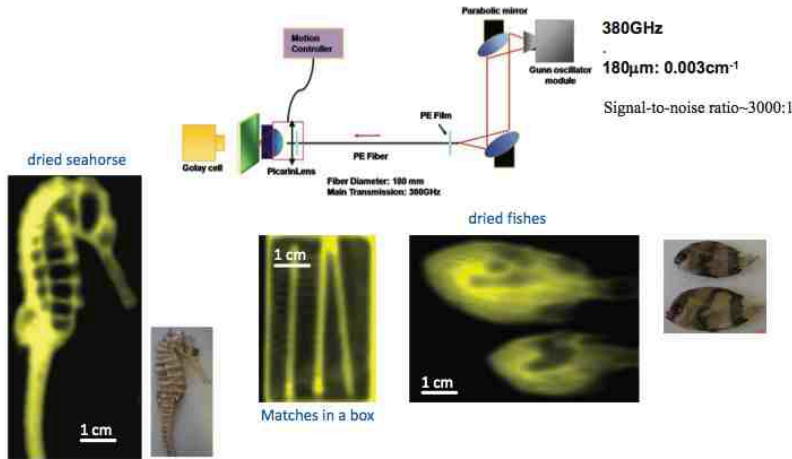 Parabolic mirror
380GHz
Motion
Controller
Gunn oscillator
module
180μm: 0.003cm⁻¹
Signal-to-noise ratio~3000:1
PE Film
PE Fiber
Golay cell
PicarinLens
Fiber Diameter: 180 mm
Main Transmission: 380GHz
dried seahorse
dried fishes
1 cm
1 cm
1 cm
Matches in a box